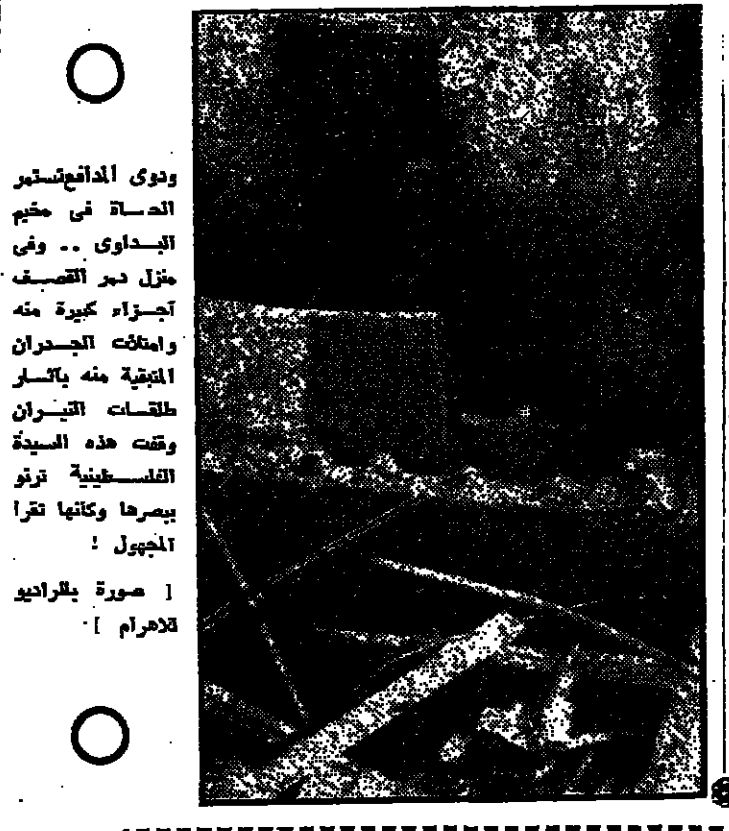 ودوى المدافع تستمر
الحياة فى مخيم
البداوى .. وفى
منزل دمر القصف
أجزاء كبيرة منه
وامتلأت الجدران
المتبقية منه بآثار
طلقات النيران
وقفت هذه السيدة
الفلسطينية ترنو
ببصرها وكأنها تقرأ
المجهول !
[ صورة بالراديو
للاهرام ]